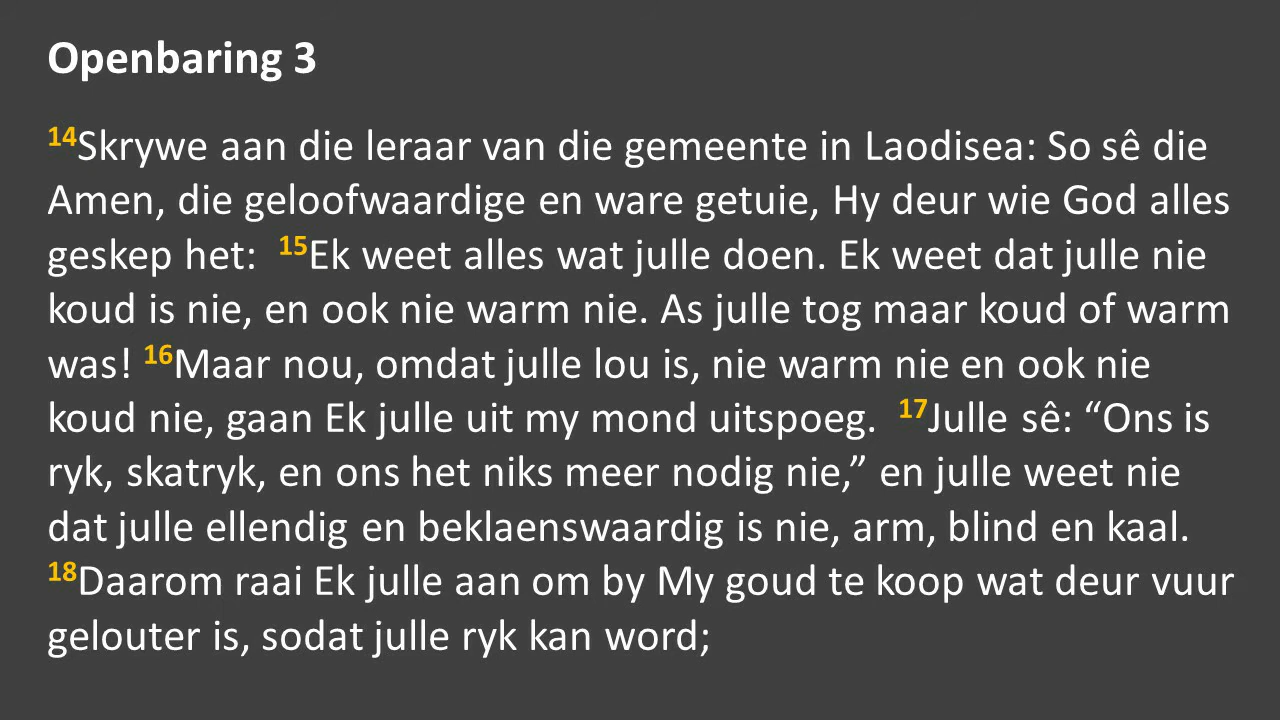 Openbaring 3
14Skrywe aan die leraar van die gemeente in Laodisea: So sê die
Amen, die geloofwaardige en ware getuie, Hy deur wie God alles
geskep het:  15Ek weet alles wat julle doen. Ek weet dat julle nie
koud is nie, en ook nie warm nie. As julle tog maar koud of warm
was! 16Maar nou, omdat julle lou is, nie warm nie en ook nie
koud nie, gaan Ek julle uit my mond uitspoeg.  17Julle sê: “Ons is
ryk, skatryk, en ons het niks meer nodig nie,” en julle weet nie
dat julle ellendig en beklaenswaardig is nie, arm, blind en kaal.
18Daarom raai Ek julle aan om by My goud te koop wat deur vuur
gelouter is, sodat julle ryk kan word;